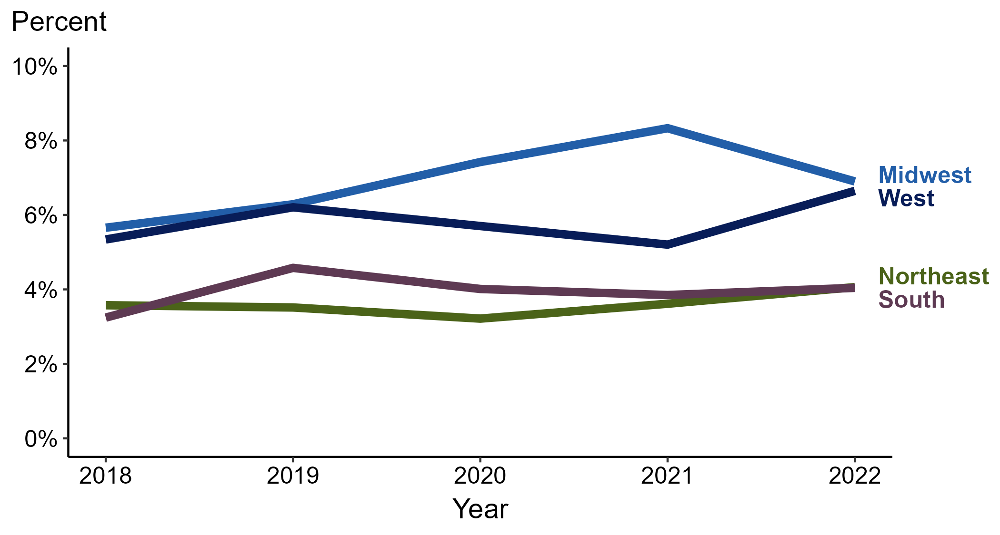 Percent
10%
8%
6%
4%
2%
0%
Midwest
West
Northeast
South
2018 2019 2020 2021 2022
Year